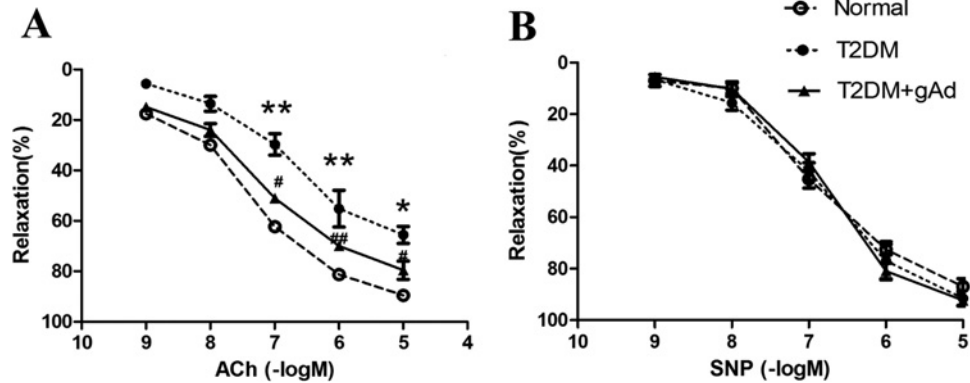 A
B
Normal
T2DM
T2DM+gAd
Relaxation(%)
0
20
40
60
80
100
**
**
*
#
##
#
10 9 8 7 6 5 4
ACh (-logM)
Relaxation(%)
0
20
40
60
80
100
10 9 8 7 6 5
SNP (-logM)